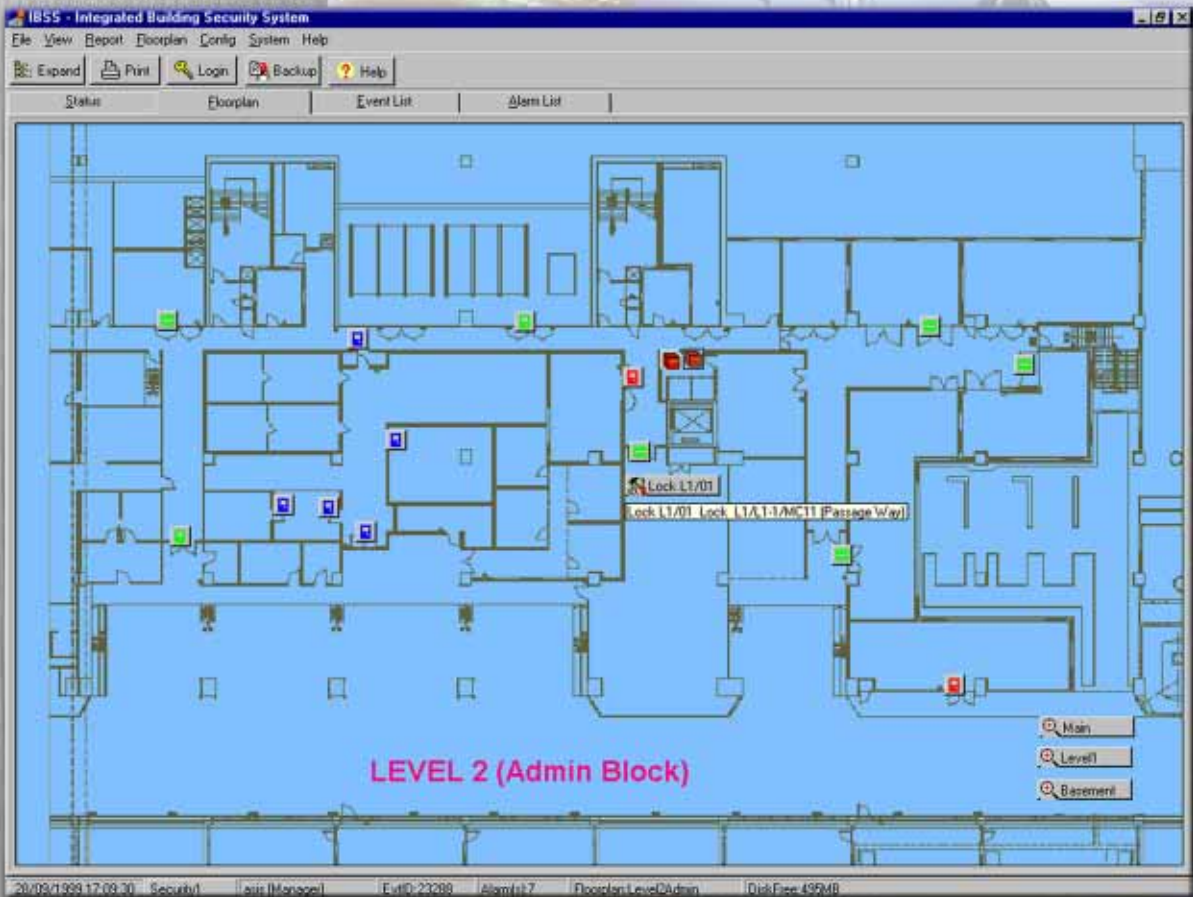 IBSS - Integrated Building Security System
File View Report Floorplan Config System Help
Expand Print Login Backup Help
Status Floorplan Event List Alarm List
Lock L1/01
Lock L1/01 Lock L1/L1-1/MC11 (Passage Way)
Main
Level1
Basement
LEVEL 2 (Admin Block)
28/09/1999 17:09:30 Security1 asis (Manager) EvtID:23288 Alarm(s):7 Floorplan:Level2Admin DiskFree:495MB